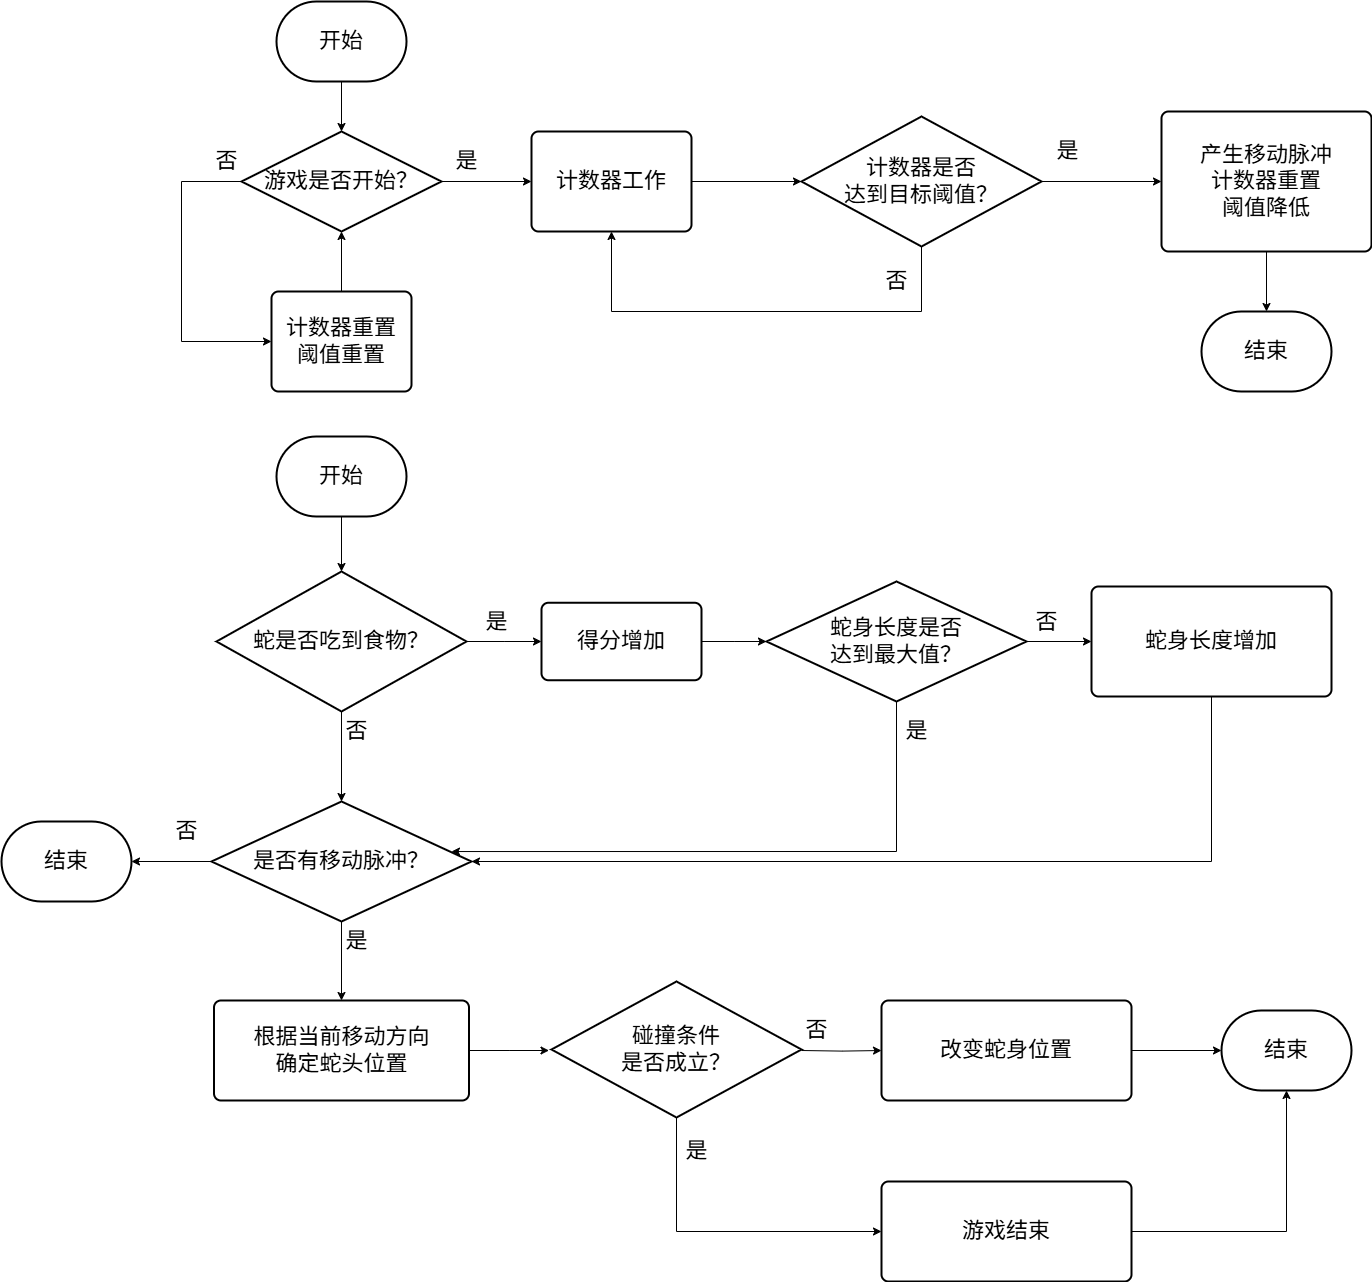 开始
否
游戏是否开始？
是
计数器工作
计数器是否
达到目标阈值？
是
产生移动脉冲
计数器重置
阈值降低
否
计数器重置
阈值重置
结束
开始
蛇是否吃到食物？
是
得分增加
蛇身长度是否
达到最大值？
否
蛇身长度增加
否
是
结束
否
是否有移动脉冲？
是
根据当前移动方向
确定蛇头位置
碰撞条件
是否成立？
否
改变蛇身位置
结束
是
游戏结束